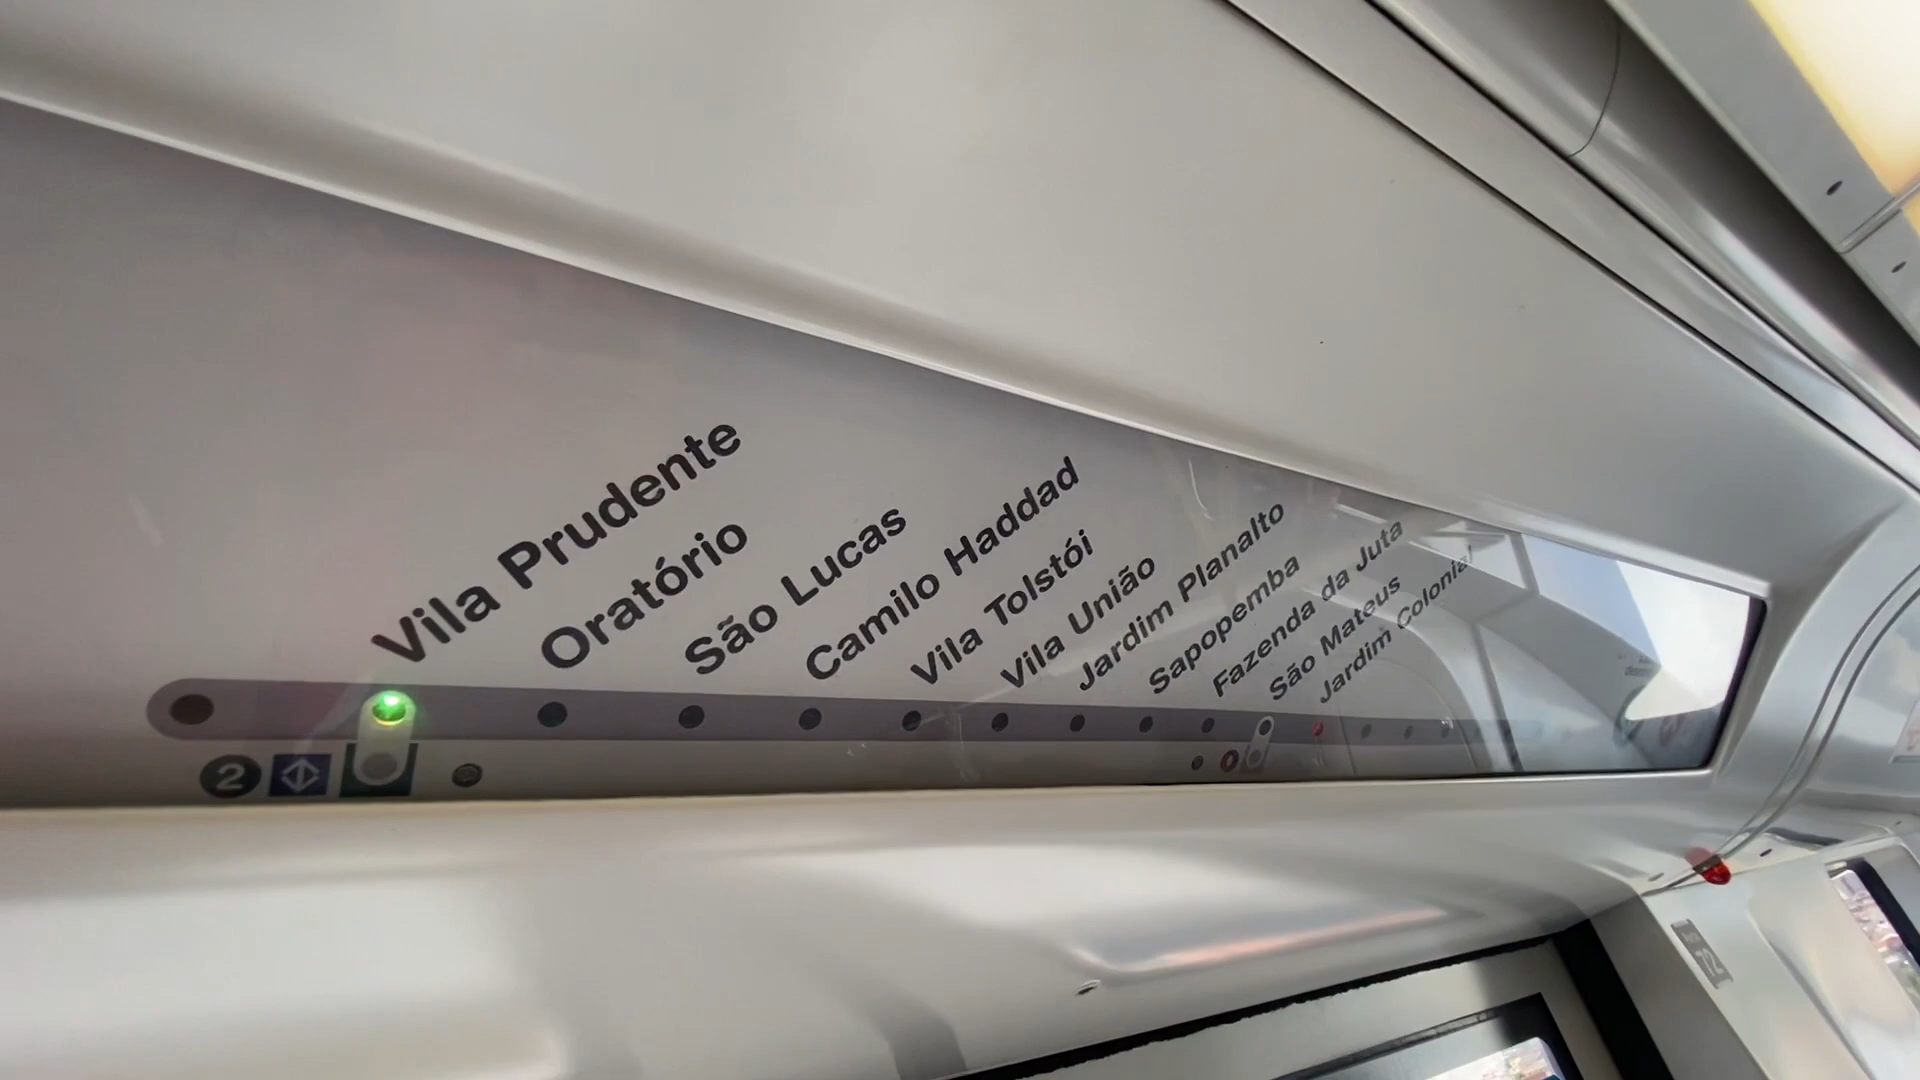 Vila Prudente
Oratório
São Lucas
Camilo Haddad
Vila Tolstói
Vila União
Jardim Planalto
Sapopemba
Fazenda da Juta
São Mateus
Jardim Colonial
2